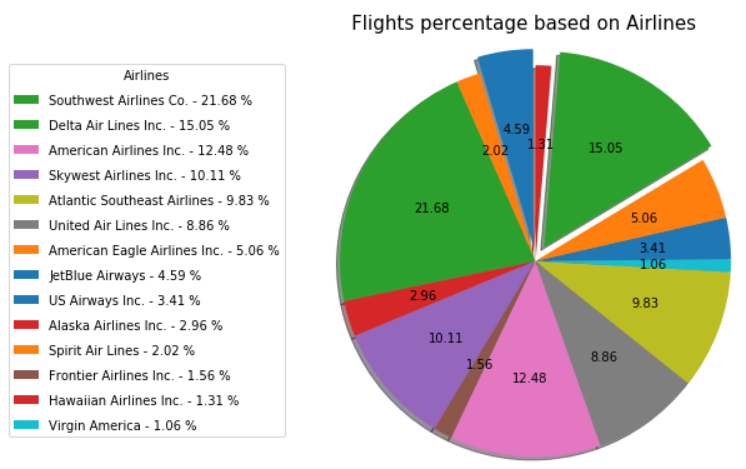 Flights percentage based on Airlines
Airlines
Southwest Airlines Co. - 21.68 %
Delta Air Lines Inc. - 15.05 %
American Airlines Inc. - 12.48 %
Skywest Airlines Inc. - 10.11 %
Atlantic Southeast Airlines - 9.83 %
United Air Lines Inc. - 8.86 %
American Eagle Airlines Inc. - 5.06 %
JetBlue Airways - 4.59 %
US Airways Inc. - 3.41 %
Alaska Airlines Inc. - 2.96 %
Spirit Air Lines - 2.02 %
Frontier Airlines Inc. - 1.56 %
Hawaiian Airlines Inc. - 1.31 %
Virgin America - 1.06 %
4.59
1.31
2.02
15.05
21.68
5.06
3.41
1.06
2.96
9.83
10.11
8.86
1.56
12.48